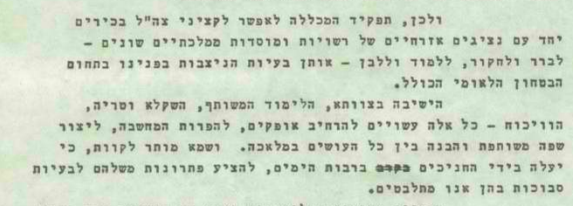 ולכן, תפקיד המכללה לאפשר לקציני צה"ל בכירים
יחד עם נציגים אזרחיים של רשויות ומוסדות ממלכתיים שונים -
לברר ולחקור, ללמוד וללבן - אותן בעיות הניצבות בפנינו בתחום
הבטחון הלאומי הכולל.
הישיבה בצוותא, הלימוד המשותף, השקלא וטריה,
הוויכוח - כל אלה עשויים להרחיב אופקים, להפרות המחשבה, ליצור
שפה משותפת והבנה בין כל העושים במלאכה. ושמא מותר לקוות, כי
יעלה בידי החניכים ברבות הימים, להציע פתרונות משלהם לבעיות
סבוכות בהן אנו מתלבטים.